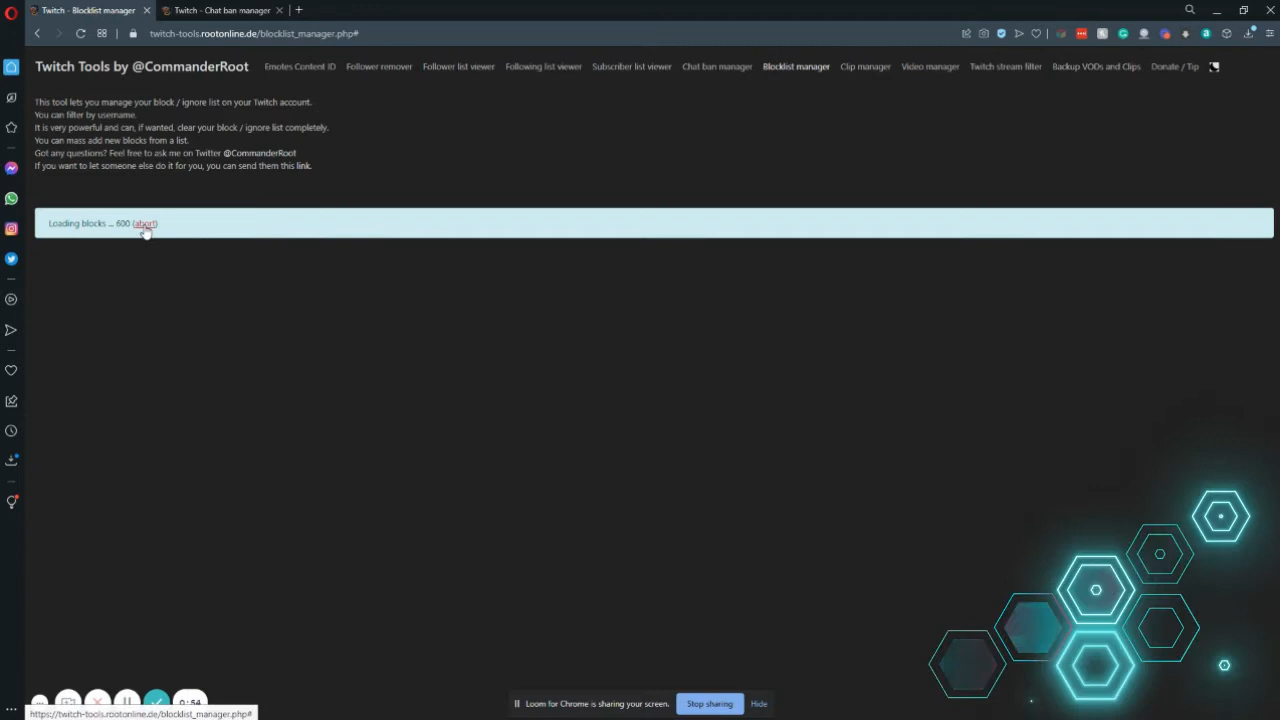 Twitch - Blocklist manager
Twitch - Chat ban manager
twitch-tools.rootonline.de/blocklist_manager.php#
Twitch Tools by @CommanderRoot
Emotes Content ID
Follower remover
Follower list viewer
Following list viewer
Subscriber list viewer
Chat ban manager
Blocklist manager
Clip manager
Video manager
Twitch stream filter
Backup VODs and Clips
Donate / Tip
This tool lets you manage your block / ignore list on your Twitch account.
You can filter by username.
It is very powerful and can, if wanted, clear your block / ignore list completely.
You can mass add new blocks from a list.
Got any questions? Feel free to ask me on Twitter @CommanderRoot
If you want to let someone else do it for you, you can send them this link.
Loading blocks ... 600 (abort)
0:54
Loom for Chrome is sharing your screen.
Stop sharing
Hide
https://twitch-tools.rootonline.de/blocklist_manager.php#